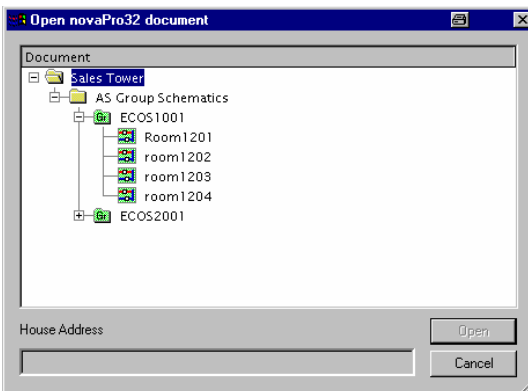 Open novaPro32 document
Document
Sales Tower
AS Group Schematics
Gr ECOS1001
Room1201
room1202
room1203
room1204
Gr ECOS2001
House Address
Open
Cancel